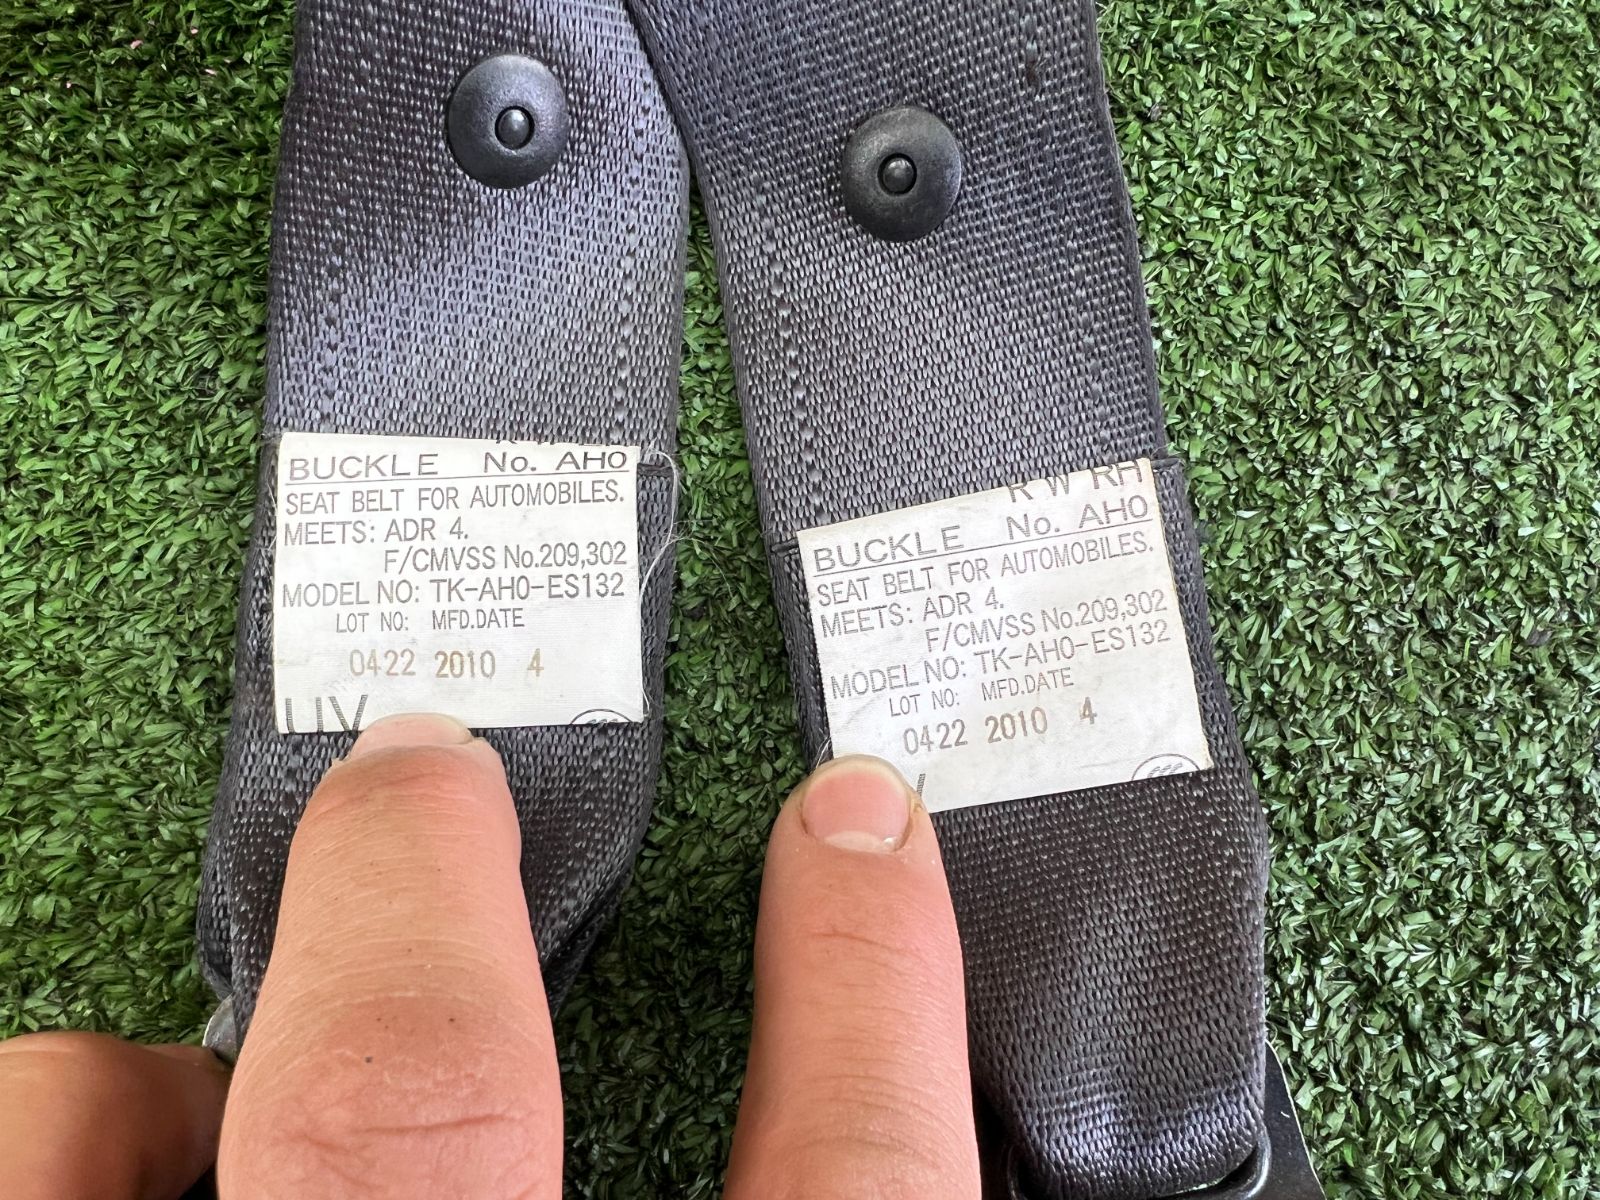 BUCKLE No. AH0
SEAT BELT FOR AUTOMOBILES.
MEETS: ADR 4.
F/CMVSS No.209,302
MODEL NO: TK-AH0-ES132
LOT NO: MFD.DATE
0422 2010 4
R W RH
BUCKLE No. AH0
SEAT BELT FOR AUTOMOBILES.
MEETS: ADR 4.
F/CMVSS No.209,302
MODEL NO: TK-AH0-ES132
LOT NO: MFD.DATE
0422 2010 4